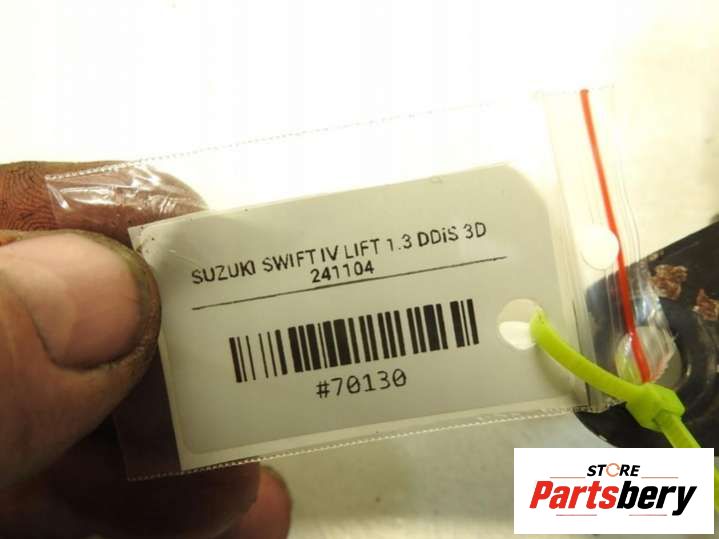 SUZUKI SWIFT IV LIFT 1.3 DDiS 3D
241104
#70130
STORE
Partsbery